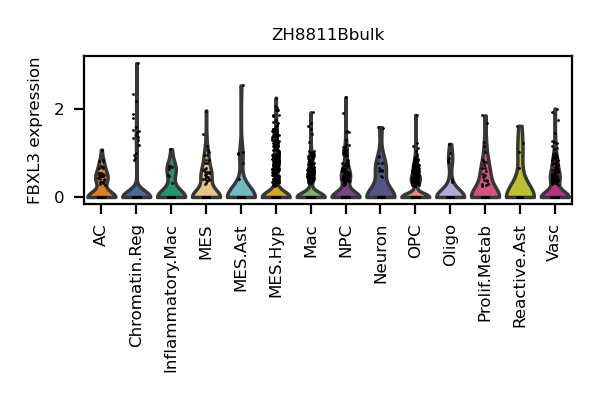 ZH8811Bbulk
FBXL3 expression
2
0
AC
Chromatin.Reg
Inflammatory.Mac
MES
MES.Ast
MES.Hyp
Mac
NPC
Neuron
OPC
Oligo
Prolif.Metab
Reactive.Ast
Vasc